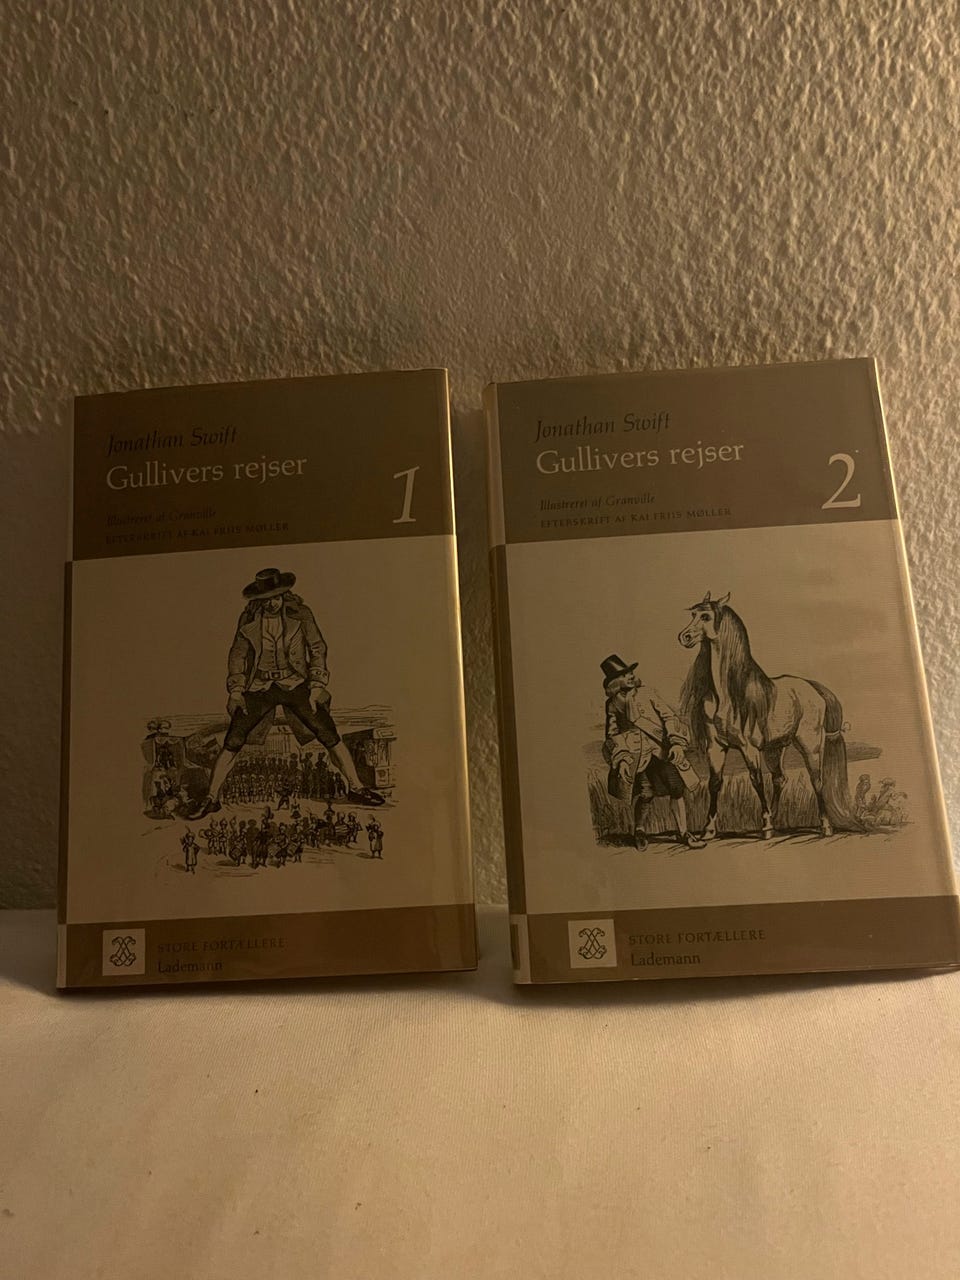 Jonathan Swift
Gullivers rejser
1
Illustreret af Granville
EFTERSKRIFT AF KAI FRIIS MØLLER
STORE FORTÆLLERE
Lademann
Jonathan Swift
Gullivers rejser
2
Illustreret af Granville
EFTERSKRIFT AF KAI FRIIS MØLLER
STORE FORTÆLLERE
Lademann